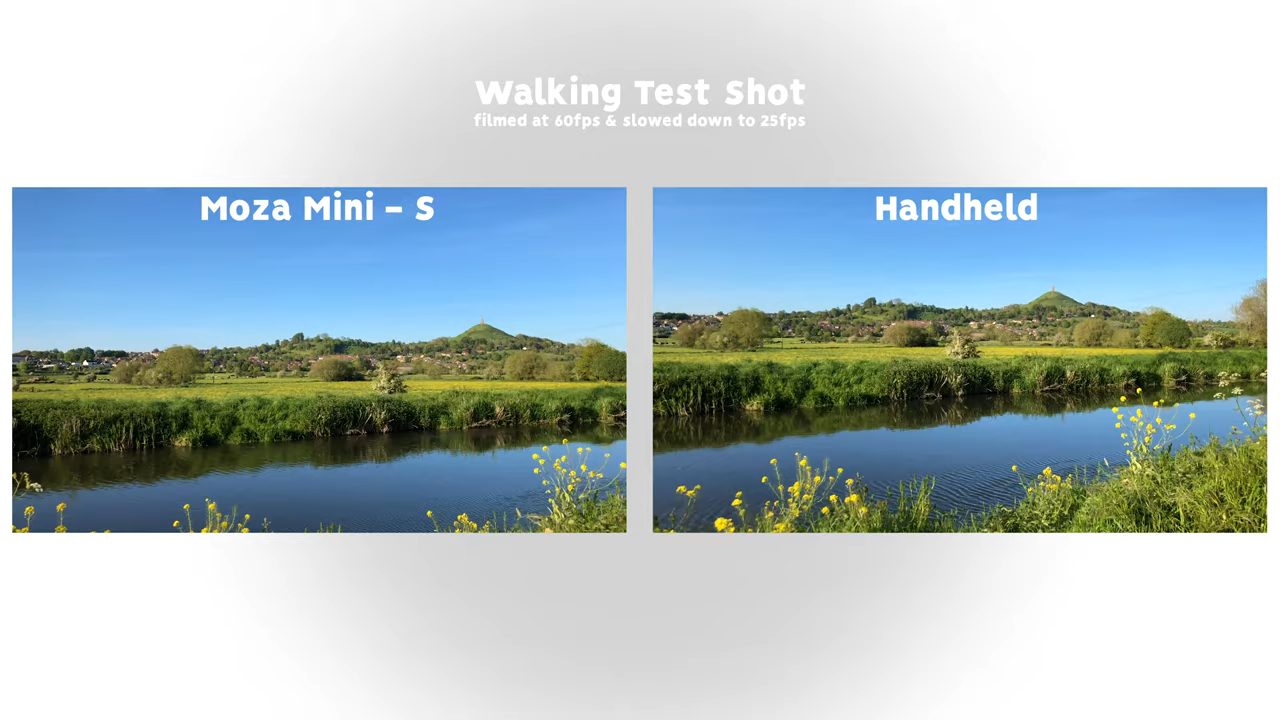 Walking Test Shot
filmed at 60fps & slowed down to 25fps
Moza Mini - S
Handheld